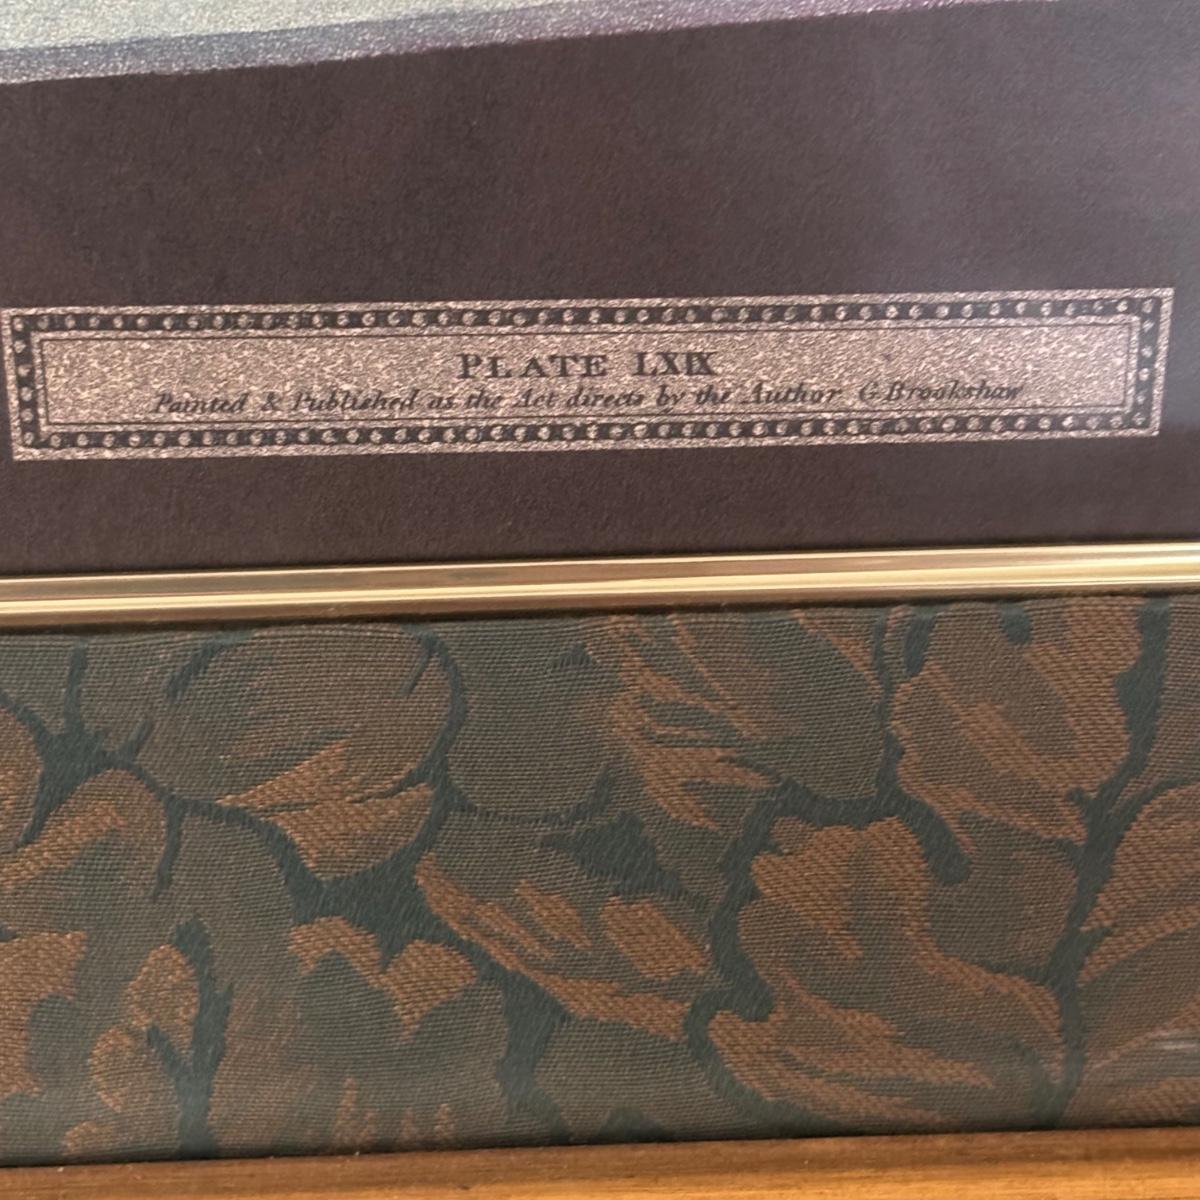 PLATE LXIX
Painted & Published as the Act directs by the Author G Brookshaw